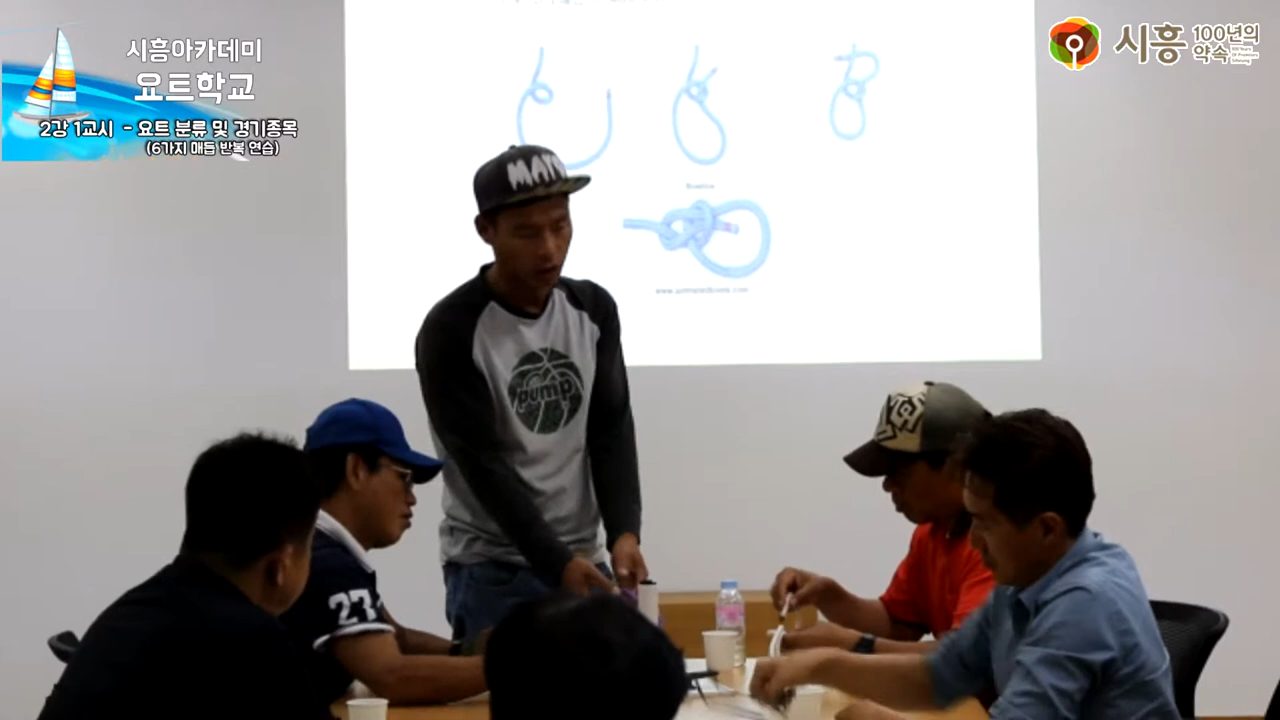 시흥아카데미
요트학교
2강 1교시 - 요트 분류 및 경기종목
(6가지 매듭 반복 연습)
시흥 100년의
약속
MAR
pump
27